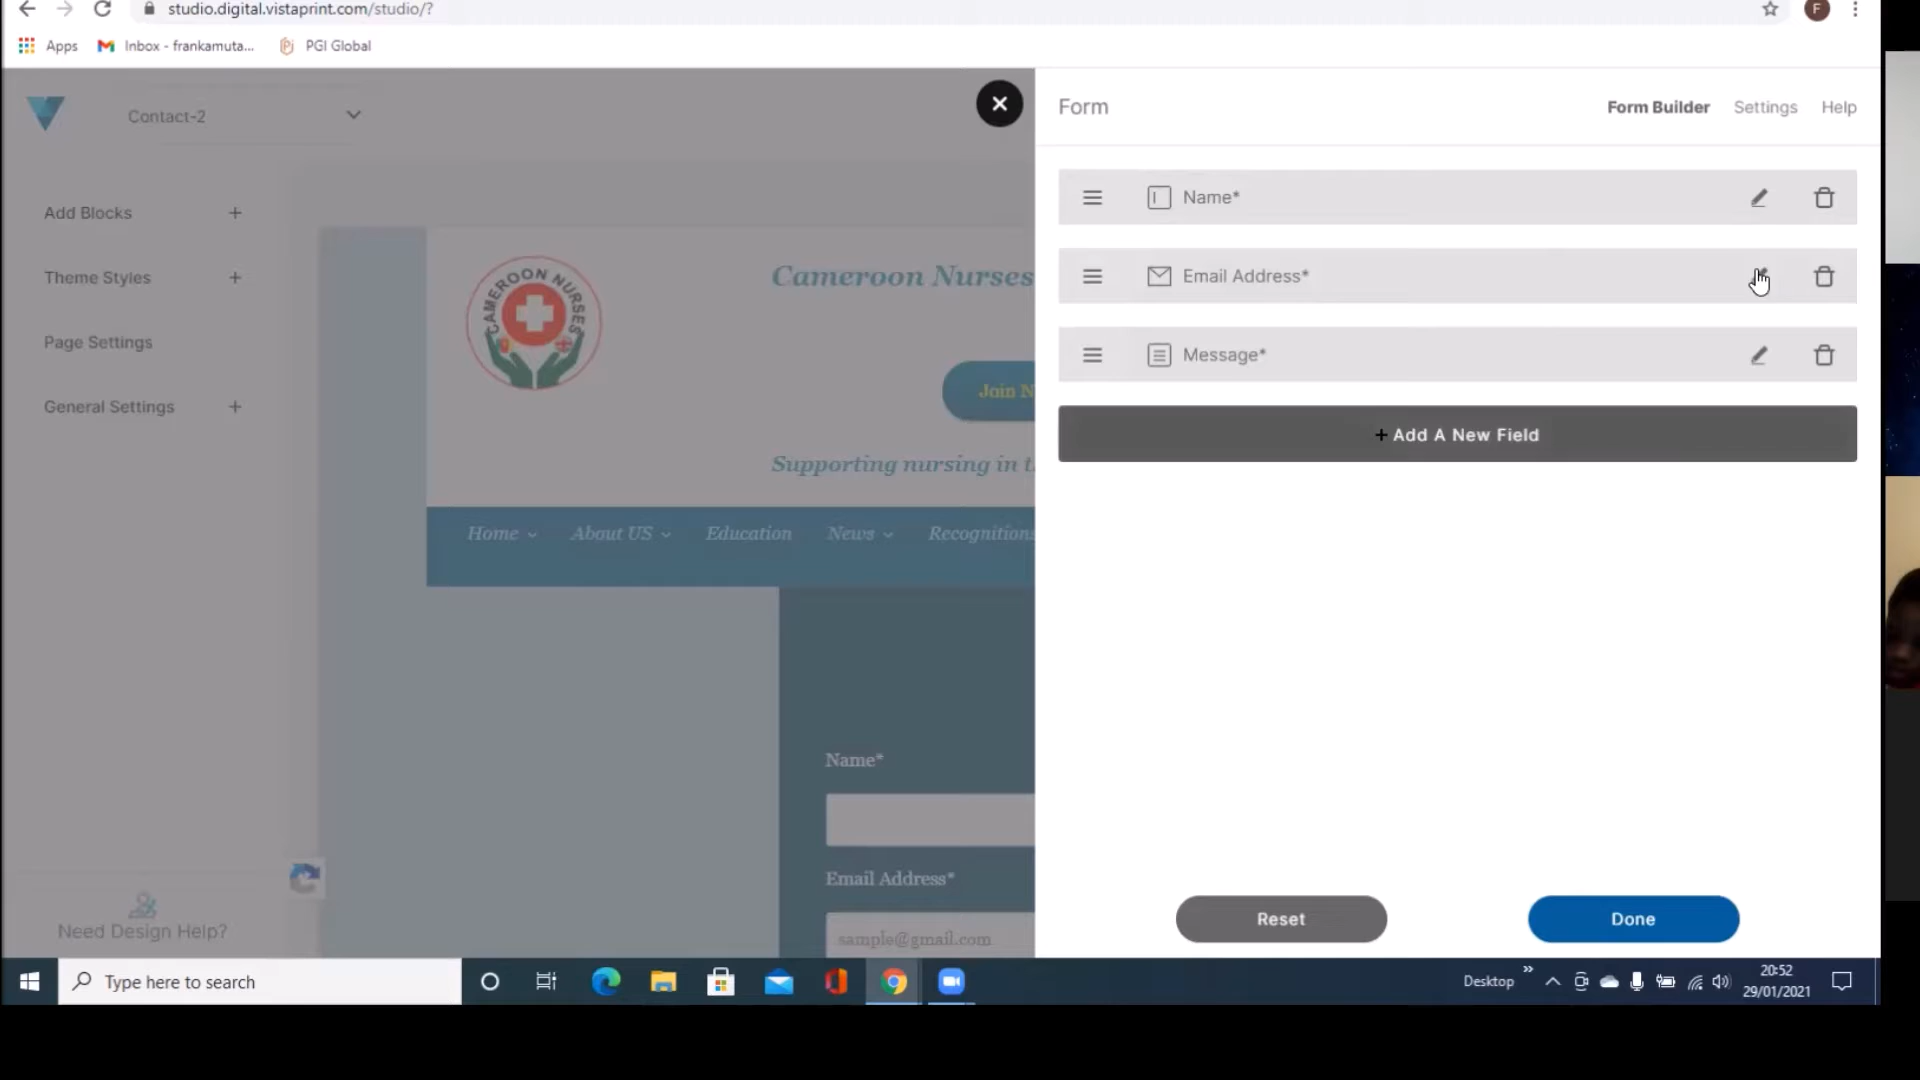 studio.digital.vistaprint.com/studio/?
F
Apps
Inbox - frankamuta...
PGI Global
Contact-2
Form
Form Builder
Settings
Help
Add Blocks
Theme Styles
Page Settings
General Settings
Name*
Email Address*
Message*
+ Add A New Field
CAMEROON NURSES
Cameroon Nurses
Join N
Supporting nursing in t
Home
About US
Education
News
Recognitions
Name*
Email Address*
sample@gmail.com
Need Design Help?
Reset
Done
Type here to search
Desktop
20:52
29/01/2021